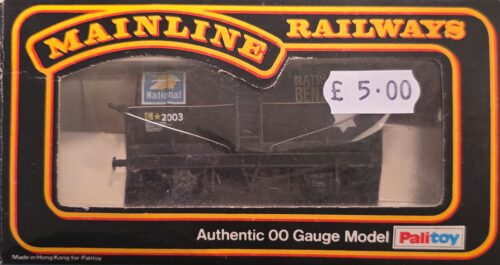 MAINLINE RAILWAYS
National
★2003
£ 5.00
Authentic 00 Gauge Model Palitoy
Made in Hong Kong for Palitoy